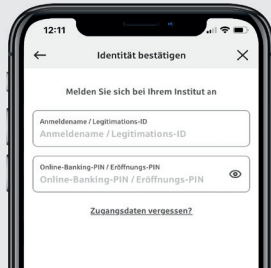 12:11
Identität bestätigen
Melden Sie sich bei Ihrem Institut an
Anmeldename / Legitimations-ID
Anmeldename / Legitimations-ID
Online-Banking-PIN / Eröffnungs-PIN
Online-Banking-PIN / Eröffnungs-PIN
Zugangsdaten vergessen?